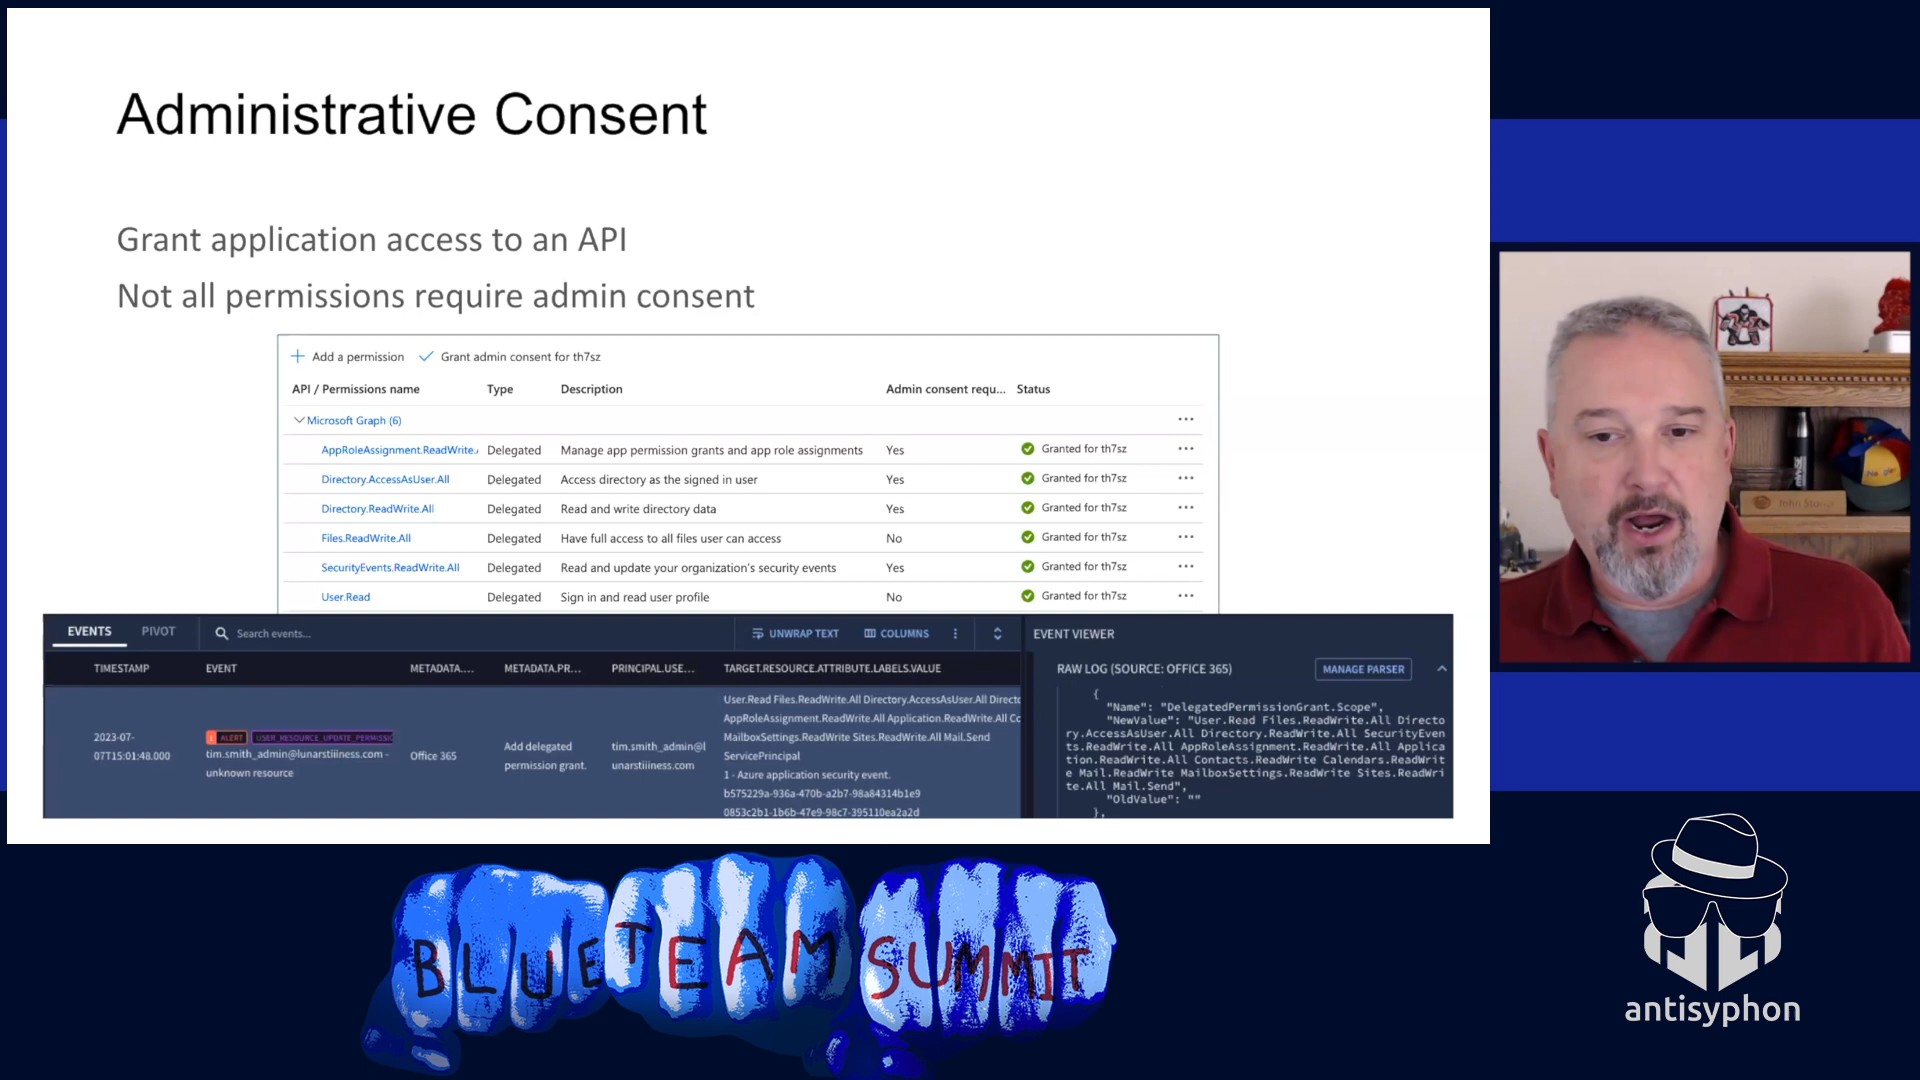 Administrative Consent
Grant application access to an API
Not all permissions require admin consent
Add a permission Grant admin consent for th7sz
API / Permissions name Type Description Admin consent requ... Status
Microsoft Graph (6) ...
AppRoleAssignment.ReadWrite. Delegated Manage app permission grants and app role assignments Yes Granted for th7sz ...
Directory.AccessAsUser.All Delegated Access directory as the signed in user Yes Granted for th7sz ...
Directory.ReadWrite.All Delegated Read and write directory data Yes Granted for th7sz ...
Files.ReadWrite.All Delegated Have full access to all files user can access No Granted for th7sz ...
SecurityEvents.ReadWrite.All Delegated Read and update your organization's security events Yes Granted for th7sz ...
User.Read Delegated Sign in and read user profile No Granted for th7sz ...
EVENTS PIVOT Search events... UNWRAP TEXT COLUMNS
TIMESTAMP EVENT METADATA.... METADATA.PR... PRINCIPAL.USE... TARGET.RESOURCE.ATTRIBUTE.LABELS.VALUE
2023-07-
07T15:01:48.000
1 ALERT USER_RESOURCE_UPDATE_PERMISSIO
tim.smith_admin@lunarstiiiness.com -
unknown resource
Office 365
Add delegated
permission grant.
tim.smith_admin@l
unarstiiiness.com
User.Read Files.ReadWrite.All Directory.AccessAsUser.All Directo
AppRoleAssignment.ReadWrite.All Application.ReadWrite.All Co
MailboxSettings.ReadWrite Sites.ReadWrite.All Mail.Send
ServicePrincipal
1 - Azure application security event.
b575229a-936a-470b-a2b7-98a84314b1e9
0853c2b1-1b6b-47e9-98c7-395110ea2a2d
EVENT VIEWER
RAW LOG (SOURCE: OFFICE 365) MANAGE PARSER
{
"Name": "DelegatedPermissionGrant.Scope",
"NewValue": "User.Read Files.ReadWrite.All Directo
ry.AccessAsUser.All Directory.ReadWrite.All SecurityEven
ts.ReadWrite.All AppRoleAssignment.ReadWrite.All Applica
tion.ReadWrite.All Contacts.ReadWrite Calendars.ReadWrit
e Mail.ReadWrite MailboxSettings.ReadWrite Sites.ReadWri
te.All Mail.Send",
"OldValue": ""
},
BLUE TEAM SUMMIT
antisyphon